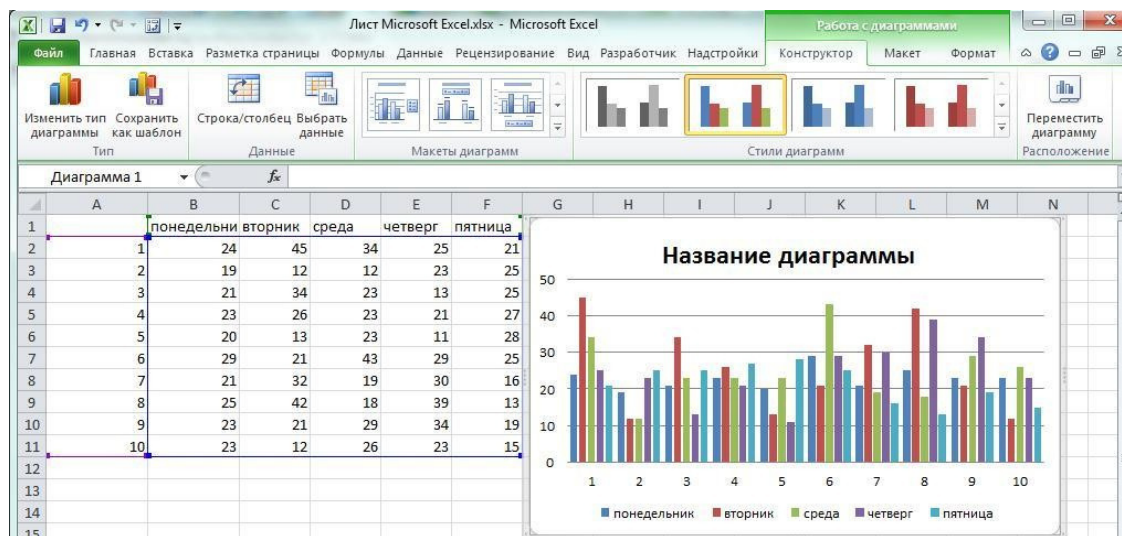 Лист Microsoft Excel.xlsx - Microsoft Excel
Работа с диаграммами
Файл Главная Вставка Разметка страницы Формулы Данные Рецензирование Вид Разработчик Надстройки Конструктор Макет Формат
Изменить тип диаграммы Сохранить как шаблон Строка/столбец Выбрать данные Переместить диаграмму
Тип Данные Макеты диаграмм Стили диаграмм Расположение
Диаграмма 1 fx
A B C D E F G H I J K L M N
1 понедельни вторник среда четверг пятница
2 1 24 45 34 25 21
3 2 19 12 12 23 25
4 3 21 34 23 13 25
5 4 23 26 23 21 27
6 5 20 13 23 11 28
7 6 29 21 43 29 25
8 7 21 32 19 30 16
9 8 25 42 18 39 13
10 9 23 21 29 34 19
11 10 23 12 26 23 15
12
13
14
15
Название диаграммы
50
40
30
20
10
0
1 2 3 4 5 6 7 8 9 10
понедельник вторник среда четверг пятница